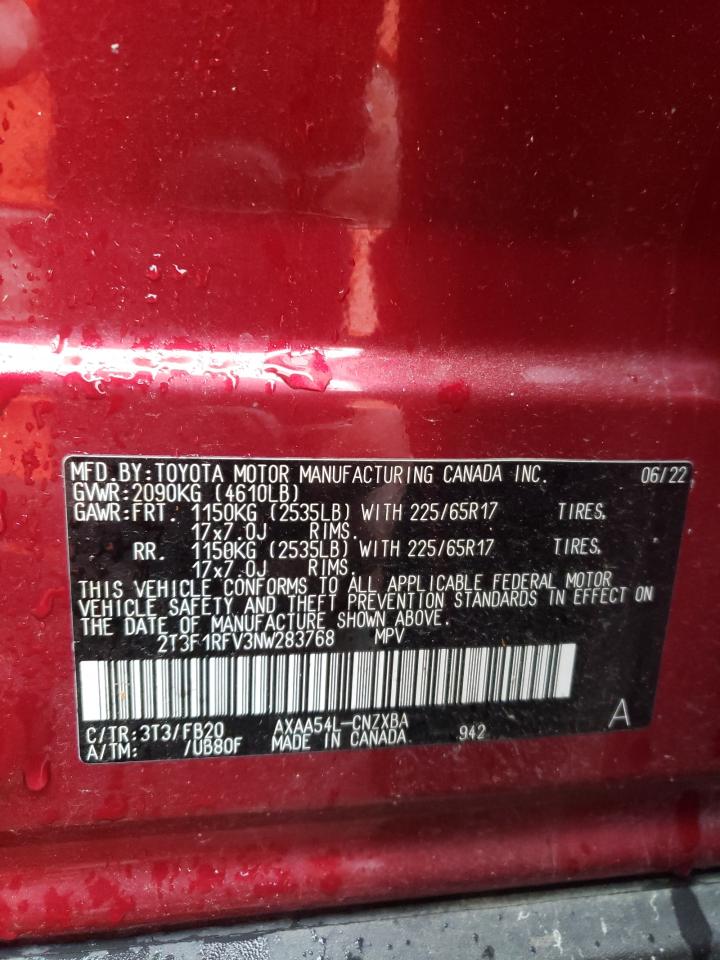 MFD.BY:TOYOTA MOTOR MANUFACTURING CANADA INC. 06/22
GVWR:2090KG (4610LB)
GAWR:FRT. 1150KG (2535LB) WITH 225/65R17 TIRES,
17x7.0J RIMS.
RR. 1150KG (2535LB) WITH 225/65R17 TIRES,
17x7.0J RIMS.
THIS VEHICLE CONFORMS TO ALL APPLICABLE FEDERAL MOTOR
VEHICLE SAFETY AND THEFT PREVENTION STANDARDS IN EFFECT ON
THE DATE OF MANUFACTURE SHOWN ABOVE.
2T3F1RFV3NW283768 MPV
C/TR:3T3/FB20 AXAA54L-CNZXBA 942 A
A/TM: /UB80F MADE IN CANADA